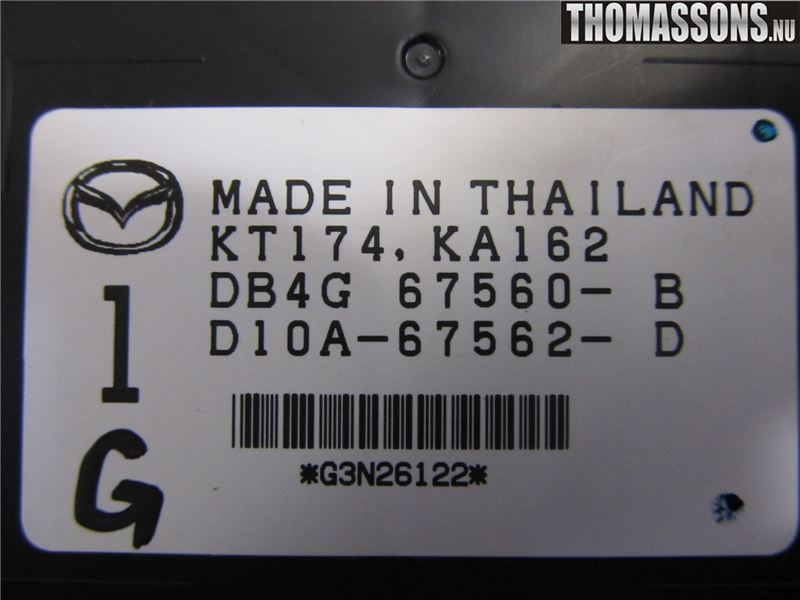 THOMASSONS.NU
MADE IN THAILAND
KT174, KA162
DB4G 67560- B
D10A-67562- D
1
*G3N26122*
G